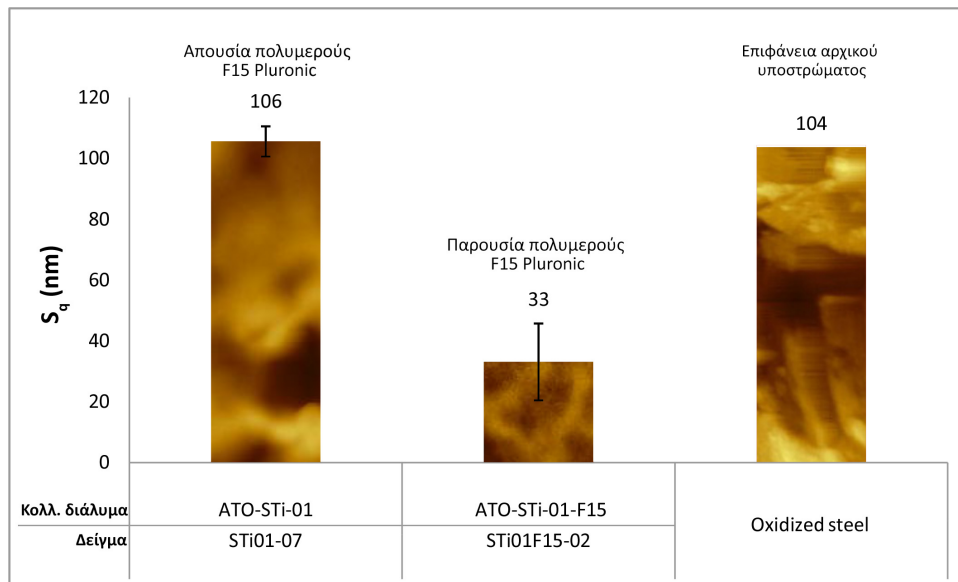 Απουσία πολυμερούς
F15 Pluronic
106
Παρουσία πολυμερούς
F15 Pluronic
33
Επιφάνεια αρχικού
υποστρώματος
104
S_q (nm)
120
100
80
60
40
20
0
Κολλ. διάλυμα ATO-STi-01 ATO-STi-01-F15
Oxidized steel
Δείγμα STi01-07 STi01F15-02